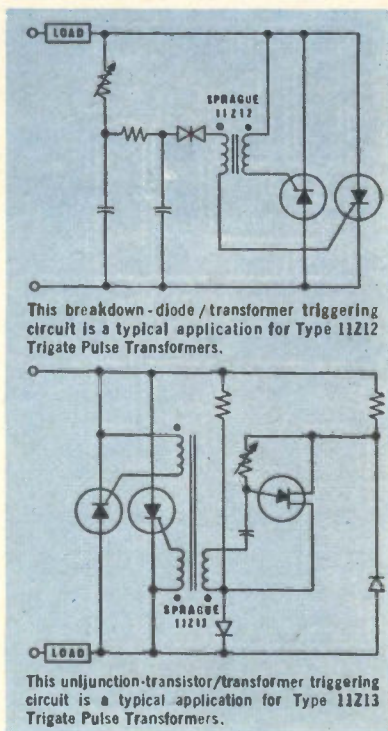 LOAD
SPRAGUE
11Z12
This breakdown-diode/transformer triggering
circuit is a typical application for Type 11Z12
Trigate Pulse Transformers.
SPRAGUE
11Z13
LOAD
This unijunction-transistor/transformer triggering
circuit is a typical application for Type 11Z13
Trigate Pulse Transformers.